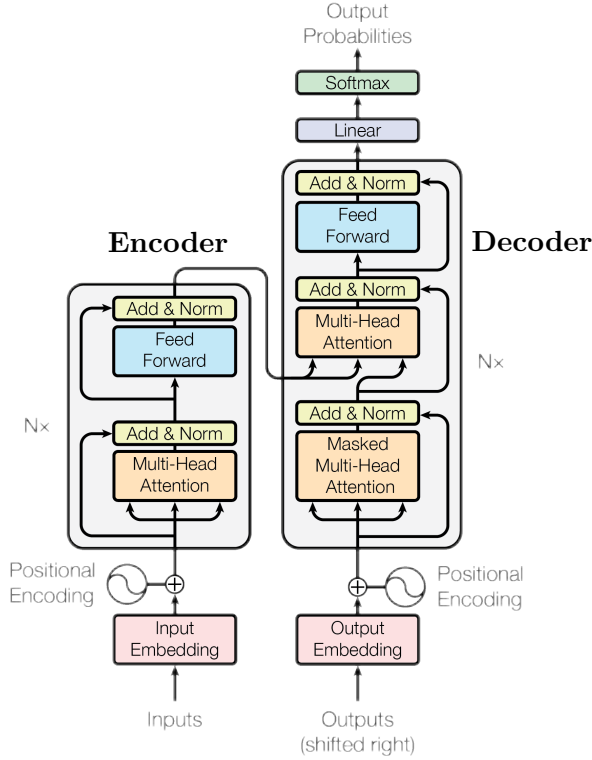 Output
Probabilities
Softmax
Linear
Add & Norm
Feed
Forward
Add & Norm
Multi-Head
Attention
Add & Norm
Masked
Multi-Head
Attention
Decoder
N×
Encoder
Add & Norm
Feed
Forward
Add & Norm
Multi-Head
Attention
N×
Positional
Encoding
Positional
Encoding
Input
Embedding
Output
Embedding
Inputs
Outputs
(shifted right)